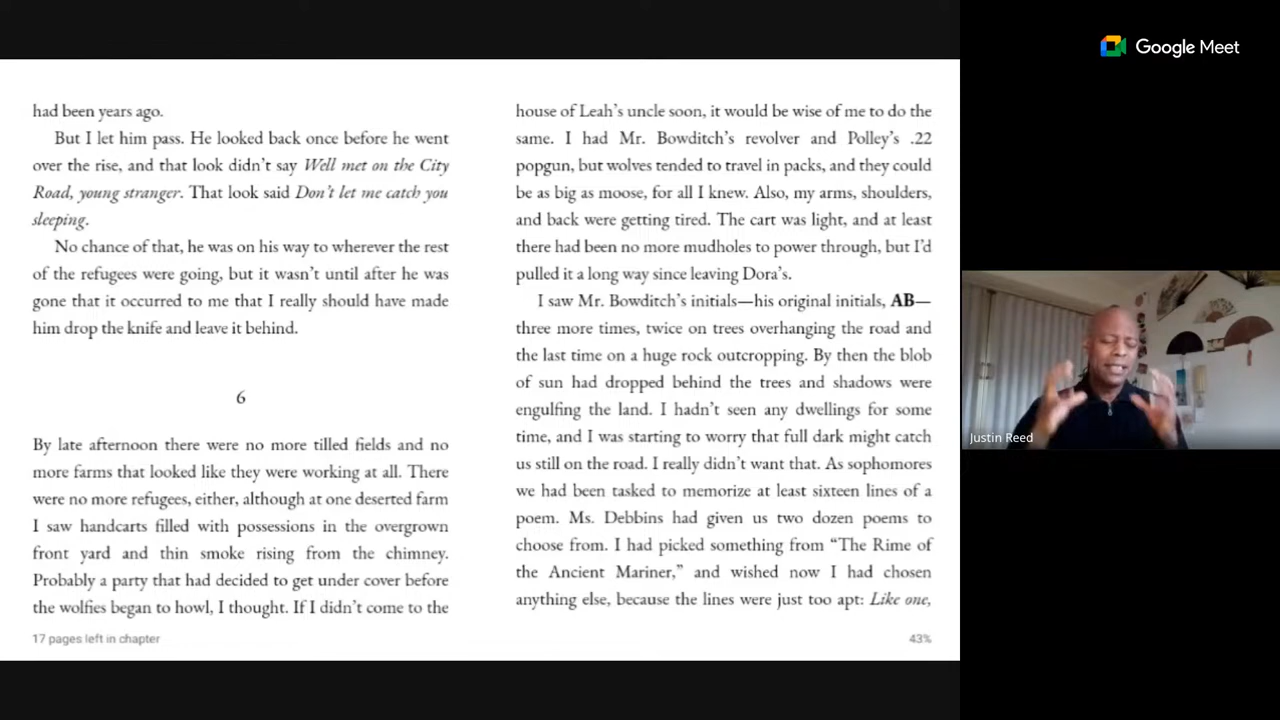 Google Meet
had been years ago.
But I let him pass. He looked back once before he went
over the rise, and that look didn't say Well met on the City
Road, young stranger. That look said Don't let me catch you
sleeping.
No chance of that, he was on his way to wherever the rest
of the refugees were going, but it wasn't until after he was
gone that it occurred to me that I really should have made
him drop the knife and leave it behind.
6
By late afternoon there were no more tilled fields and no
more farms that looked like they were working at all. There
were no more refugees, either, although at one deserted farm
I saw handcarts filled with possessions in the overgrown
front yard and thin smoke rising from the chimney.
Probably a party that had decided to get under cover before
the wolfies began to howl, I thought. If I didn't come to the
17 pages left in chapter
house of Leah's uncle soon, it would be wise of me to do the
same. I had Mr. Bowditch's revolver and Polley's .22
popgun, but wolves tended to travel in packs, and they could
be as big as moose, for all I knew. Also, my arms, shoulders,
and back were getting tired. The cart was light, and at least
there had been no more mudholes to power through, but I'd
pulled it a long way since leaving Dora's.
I saw Mr. Bowditch's initials—his original initials, AB—
three more times, twice on trees overhanging the road and
the last time on a huge rock outcropping. By then the blob
of sun had dropped behind the trees and shadows were
engulfing the land. I hadn't seen any dwellings for some
time, and I was starting to worry that full dark might catch
us still on the road. I really didn't want that. As sophomores
we had been tasked to memorize at least sixteen lines of a
poem. Ms. Debbins had given us two dozen poems to
choose from. I had picked something from “The Rime of
the Ancient Mariner,” and wished now I had chosen
anything else, because the lines were just too apt: Like one,
43%
Justin Reed